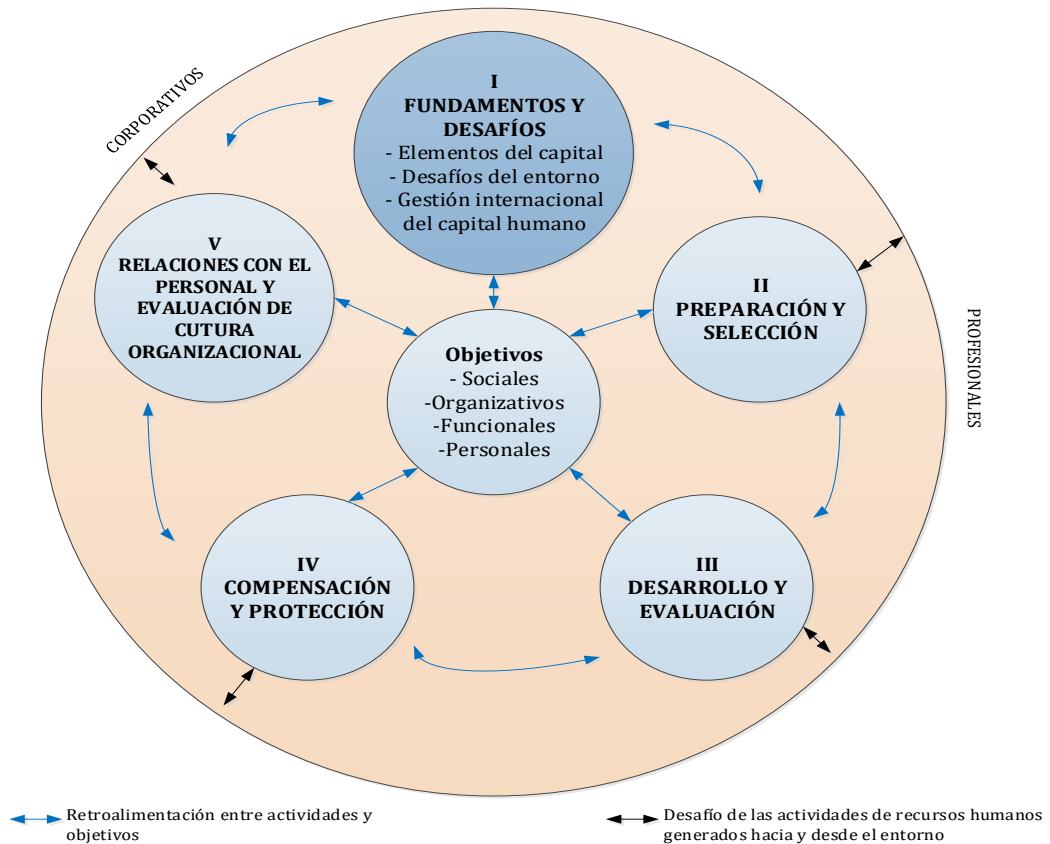 CORPORATIVOS
I
FUNDAMENTOS Y
DESAFÍOS
- Elementos del capital
- Desafíos del entorno
- Gestión internacional
del capital humano
V
RELACIONES CON EL
PERSONAL Y
EVALUACIÓN DE
CUTURA
ORGANIZACIONAL
II
PREPARACIÓN Y
SELECCIÓN
PROFESIONALES
Objetivos
- Sociales
-Organizativos
-Funcionales
-Personales
IV
COMPENSACIÓN
Y PROTECCIÓN
III
DESARROLLO Y
EVALUACIÓN
Retroalimentación entre actividades y
objetivos
Desafío de las actividades de recursos humanos
generados hacia y desde el entorno